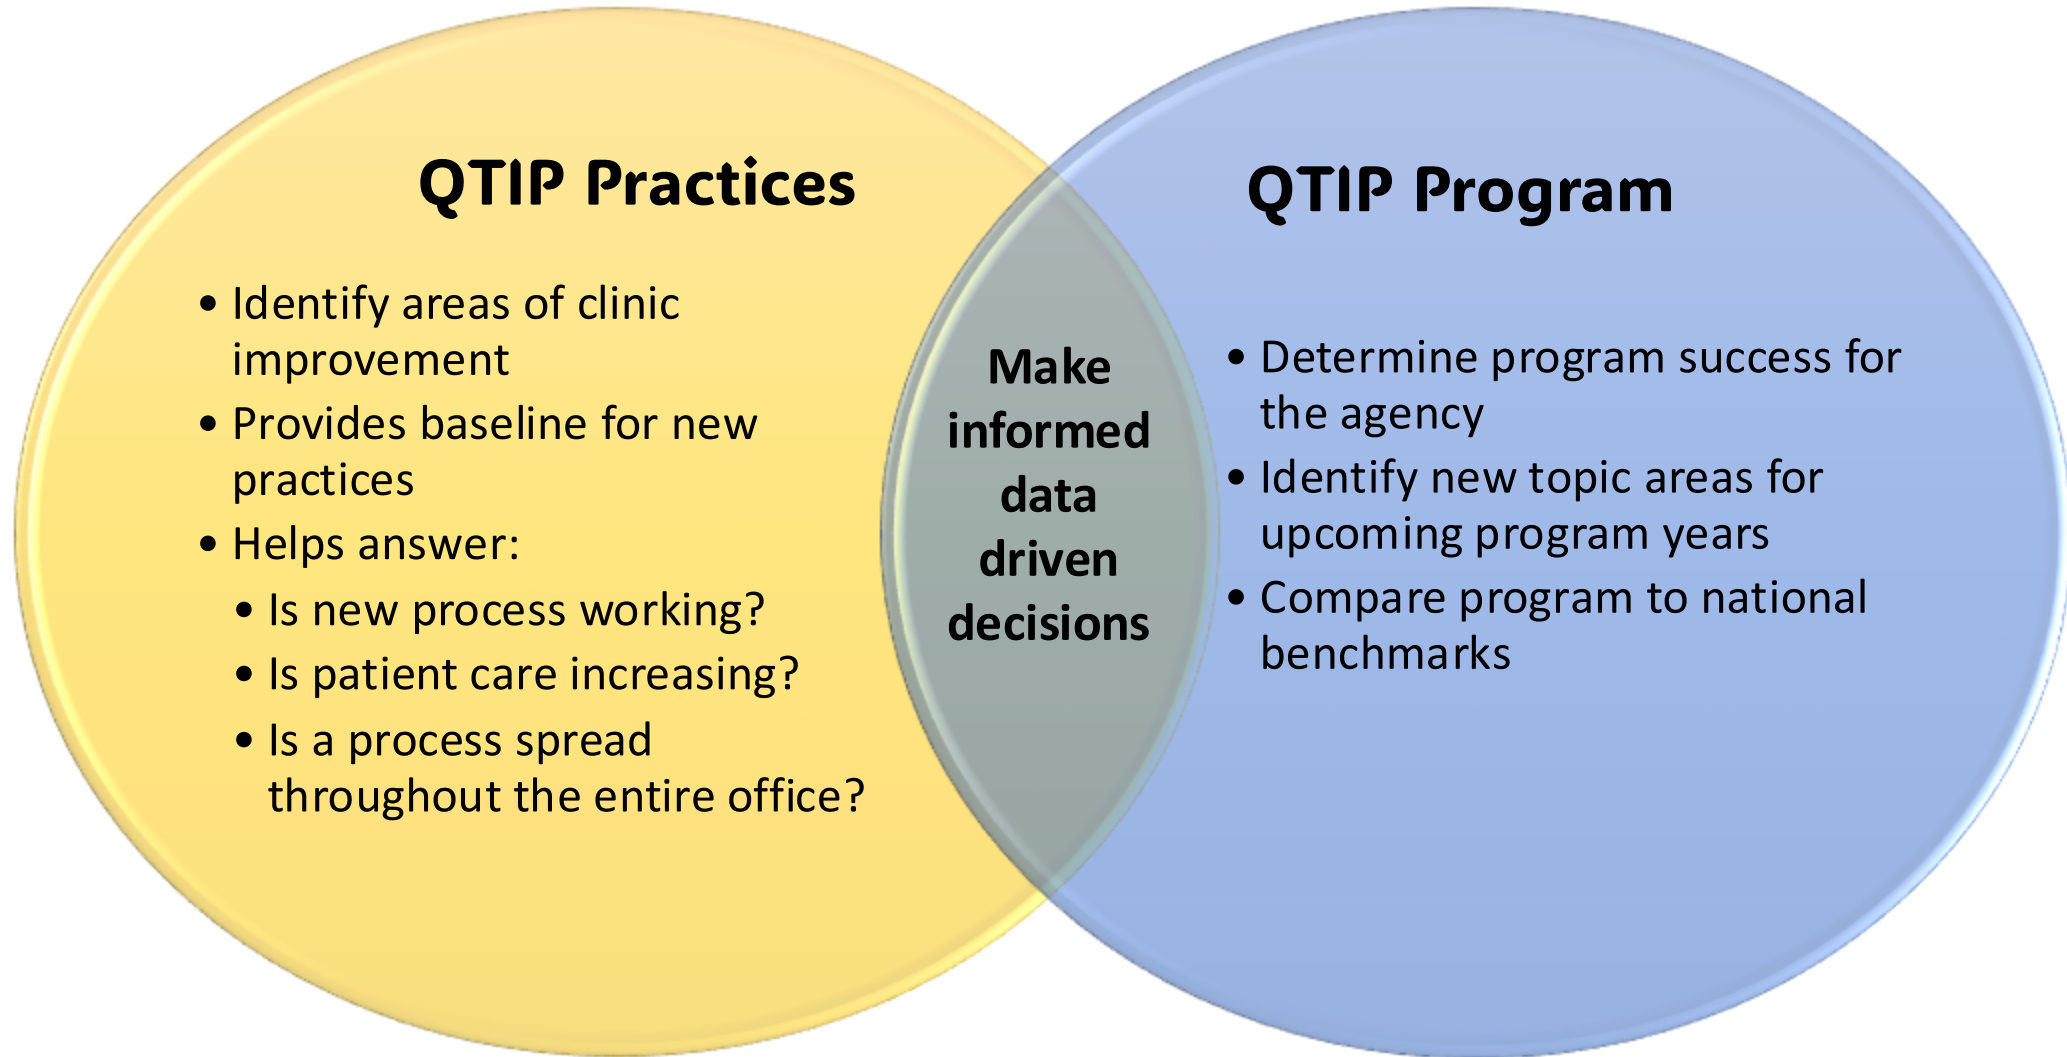 QTIP Practices
• Identify areas of clinic
improvement
• Provides baseline for new
practices
• Helps answer:
• Is new process working?
• Is patient care increasing?
• Is a process spread
throughout the entire office?
Make
informed
data
driven
decisions
QTIP Program
• Determine program success for
the agency
• Identify new topic areas for
upcoming program years
• Compare program to national
benchmarks